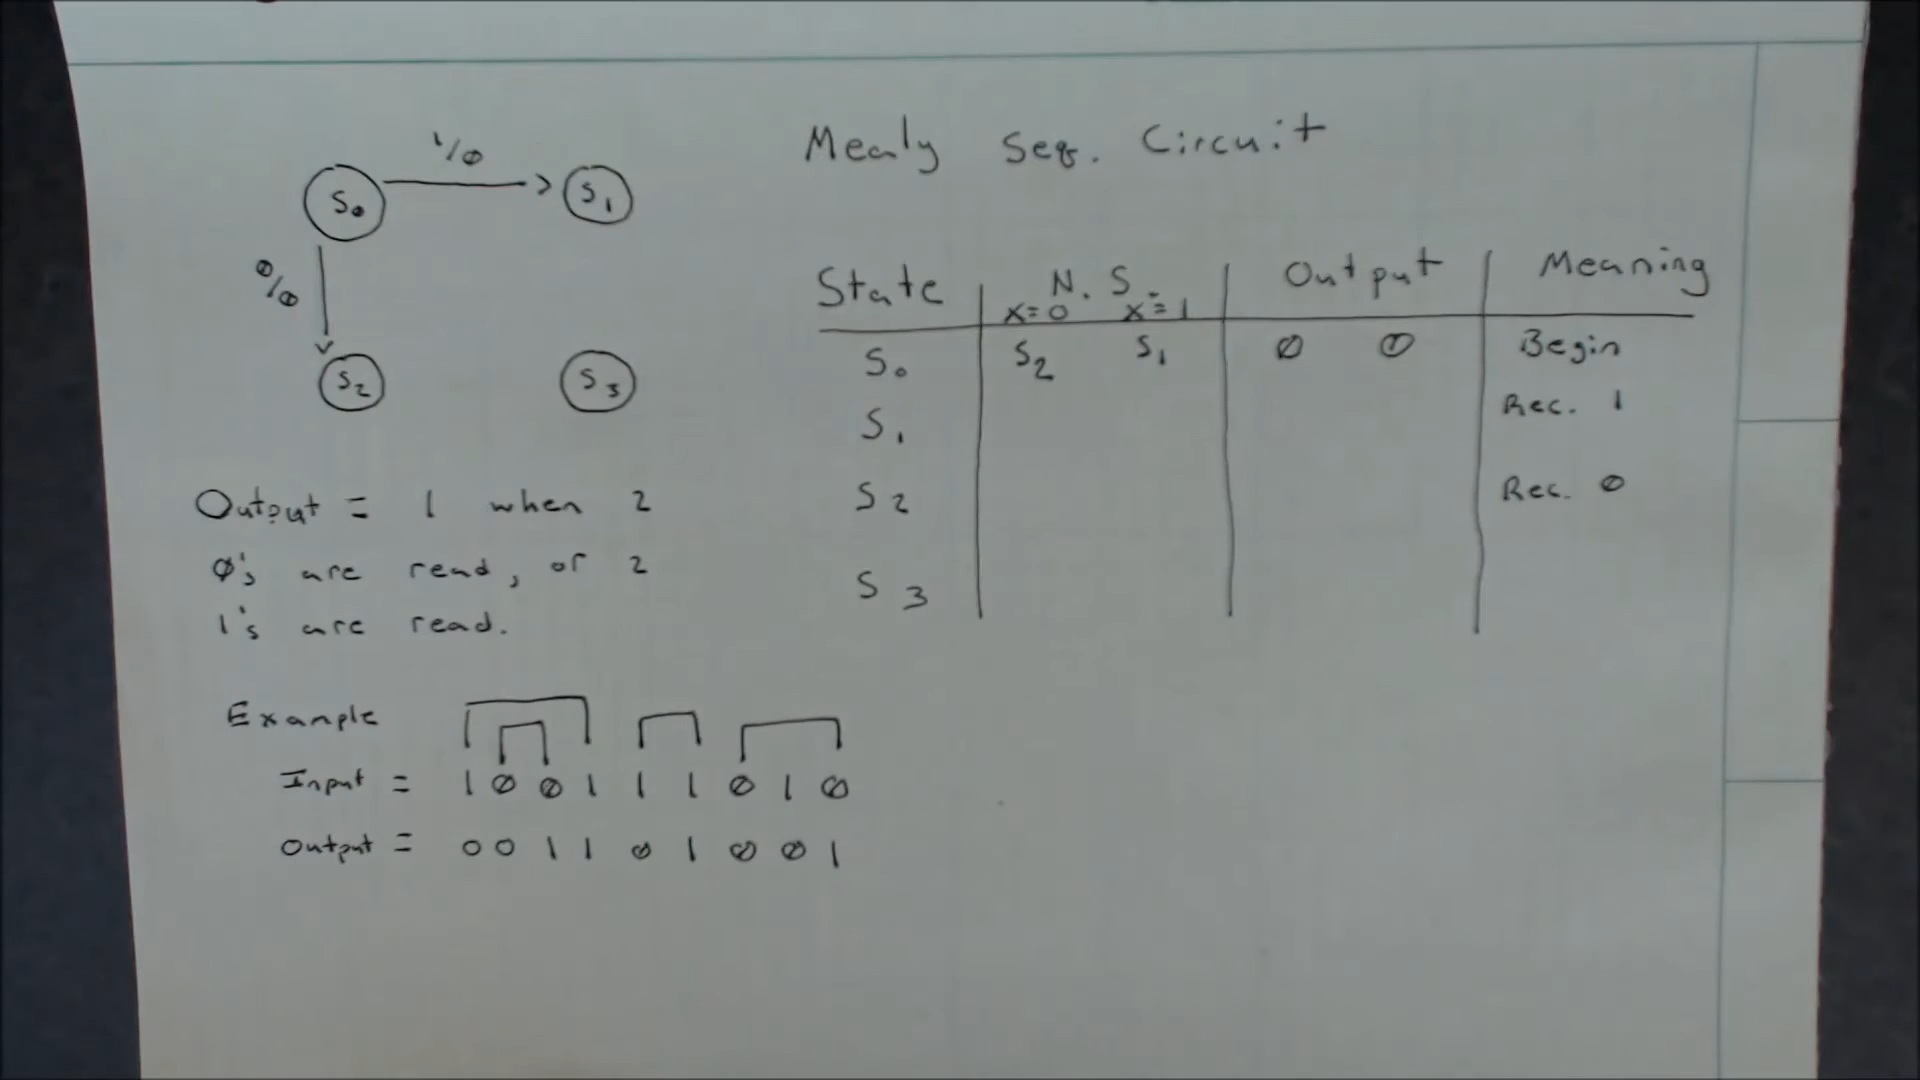 Mealy Seq. Circuit
1/0
S0
S1
0/0
S2
S3
State N.S. Output Meaning
x=0 x=1
S0 S2 S1 0 0 Begin
S1 Rec. 1
S2 Rec. 0
S3
Output = 1 when 2
0's are read, or 2
1's are read.
Example
Input = 1 0 0 1 1 1 0 1 0
Output = 0 0 1 1 0 1 0 0 1